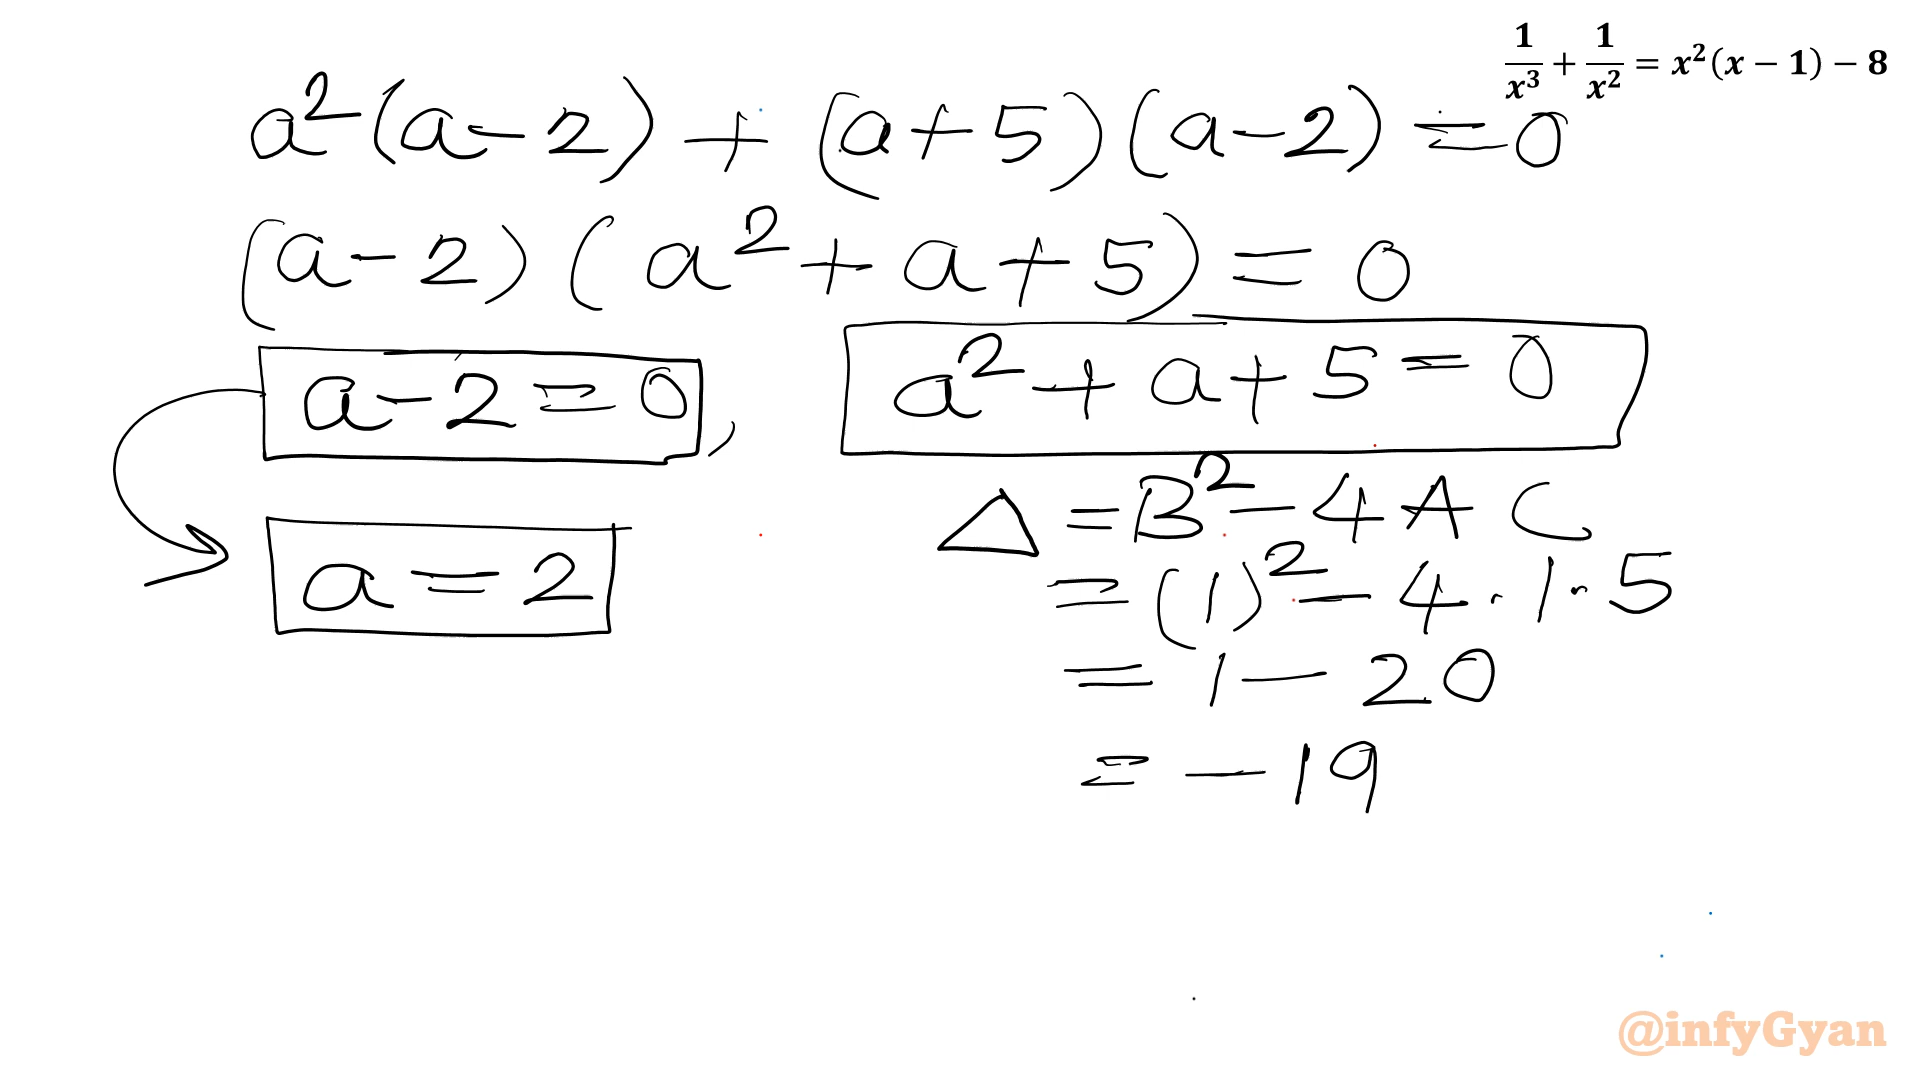 1/x³ + 1/x² = x²(x − 1) − 8
a²(a−2) + (a+5)(a−2) = 0
(a−2)(a²+a+5) = 0
a−2=0, a²+a+5=0
Δ = B²−4AC
a=2
= (1)²−4·1·5
= 1−20
= −19
@infyGyan